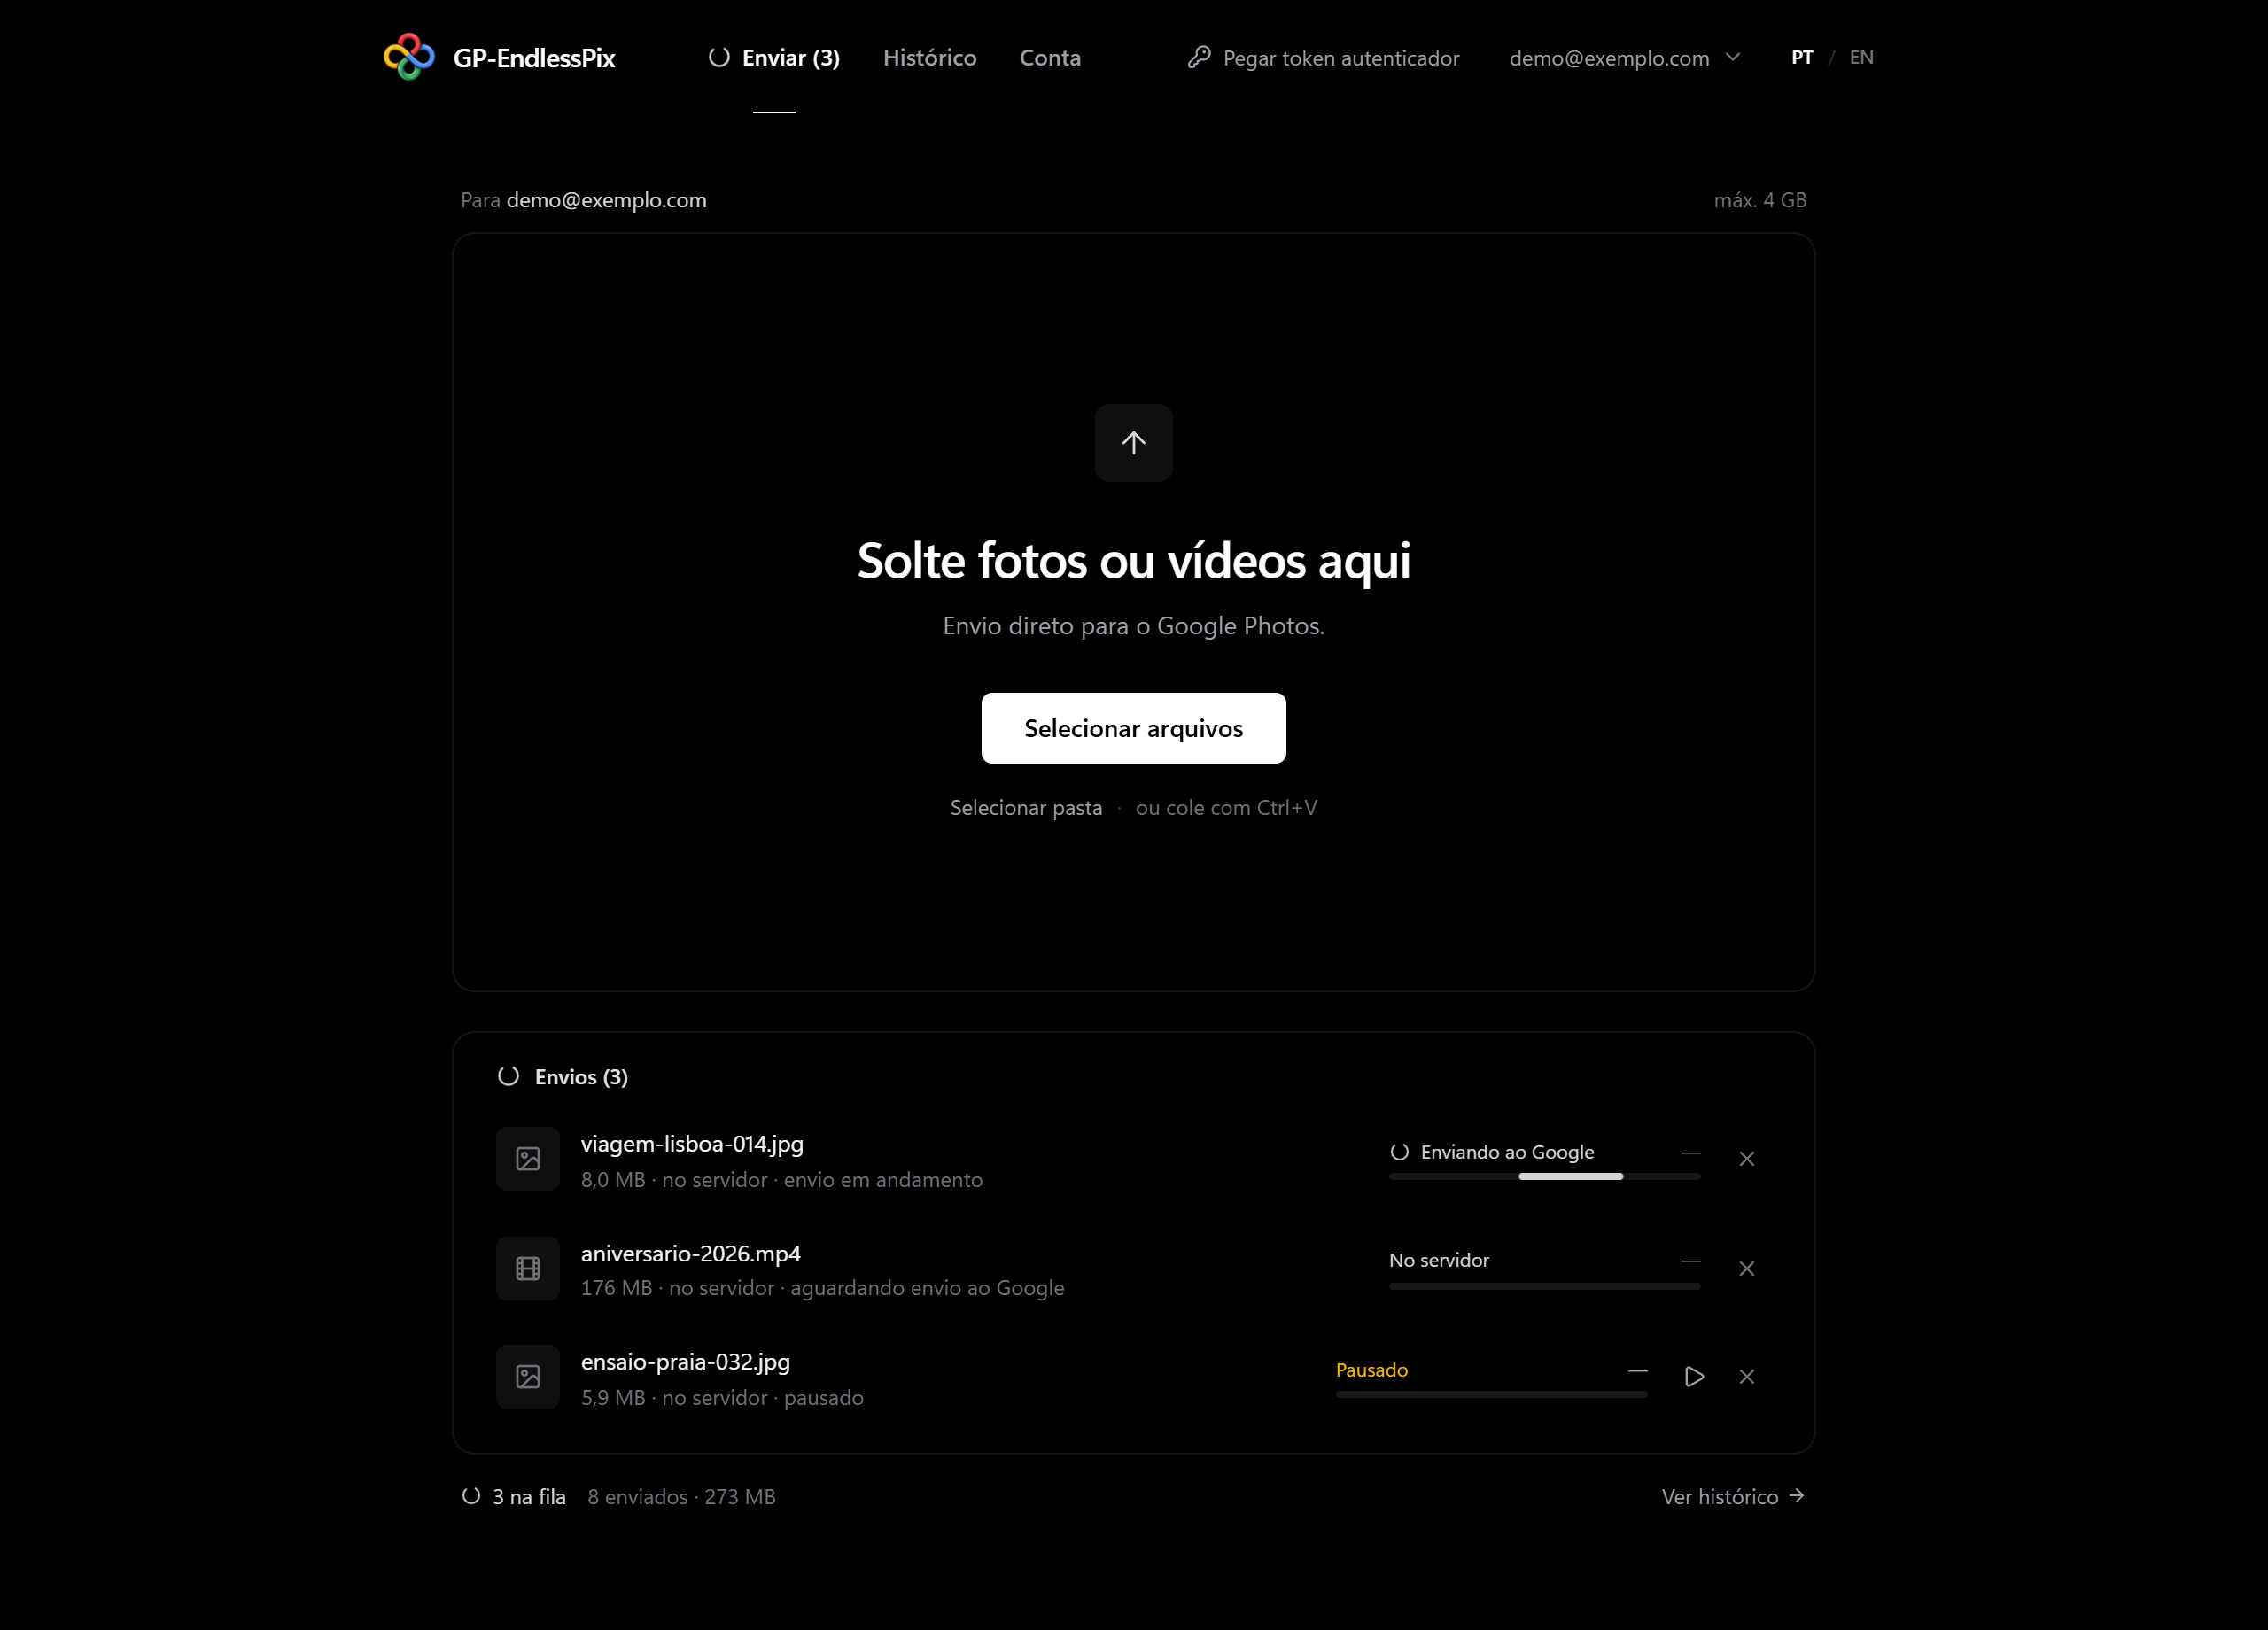 GP-EndlessPix Enviar (3) Histórico Conta Pegar token autenticador demo@exemplo.com PT / EN
Para demo@exemplo.com máx. 4 GB
Solte fotos ou vídeos aqui
Envio direto para o Google Photos.
Selecionar arquivos
Selecionar pasta · ou cole com Ctrl+V
Envios (3)
viagem-lisboa-014.jpg
8,0 MB · no servidor · envio em andamento
Enviando ao Google —
aniversario-2026.mp4
176 MB · no servidor · aguardando envio ao Google
No servidor —
ensaio-praia-032.jpg
5,9 MB · no servidor · pausado
Pausado —
3 na fila 8 enviados · 273 MB Ver histórico →